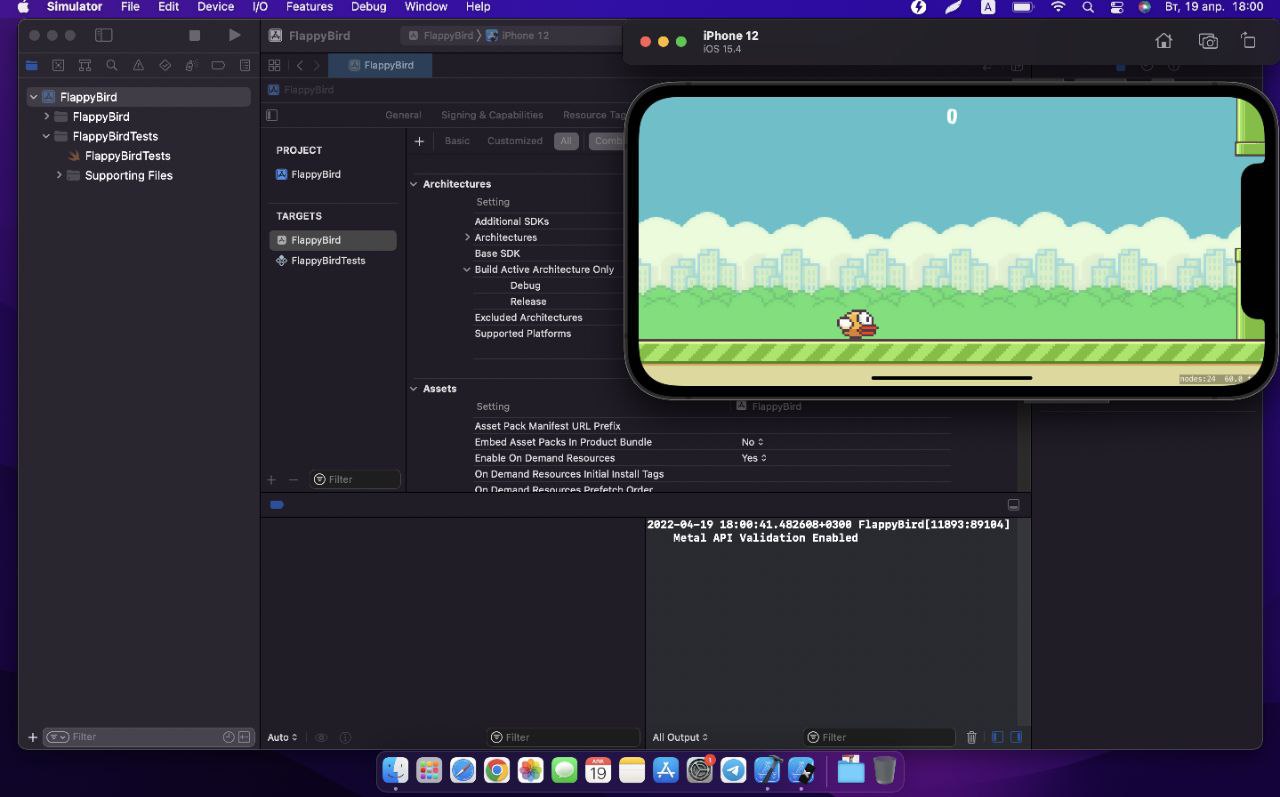 Simulator File Edit Device I/O Features Debug Window Help A Вт, 19 апр. 18:00
FlappyBird FlappyBird iPhone 12
iPhone 12
iOS 15.4
FlappyBird
FlappyBird
FlappyBird
FlappyBird
FlappyBirdTests
FlappyBirdTests
Supporting Files
General Signing & Capabilities Resource Tag
Basic Customized All Combi
PROJECT
FlappyBird
TARGETS
FlappyBird
FlappyBirdTests
Architectures
Setting
Additional SDKs
Architectures
Base SDK
Build Active Architecture Only
Debug
Release
Excluded Architectures
Supported Platforms
Assets
Setting FlappyBird
Asset Pack Manifest URL Prefix
Embed Asset Packs In Product Bundle No
Enable On Demand Resources Yes
On Demand Resources Initial Install Tags
On Demand Resources Prefetch Order
Filter
0
nodes:24 60.0
2022-04-19 18:00:41.482608+0300 FlappyBird[11893:89104]
Metal API Validation Enabled
Filter
Auto
Filter
All Output
Filter
АПР.
19
1